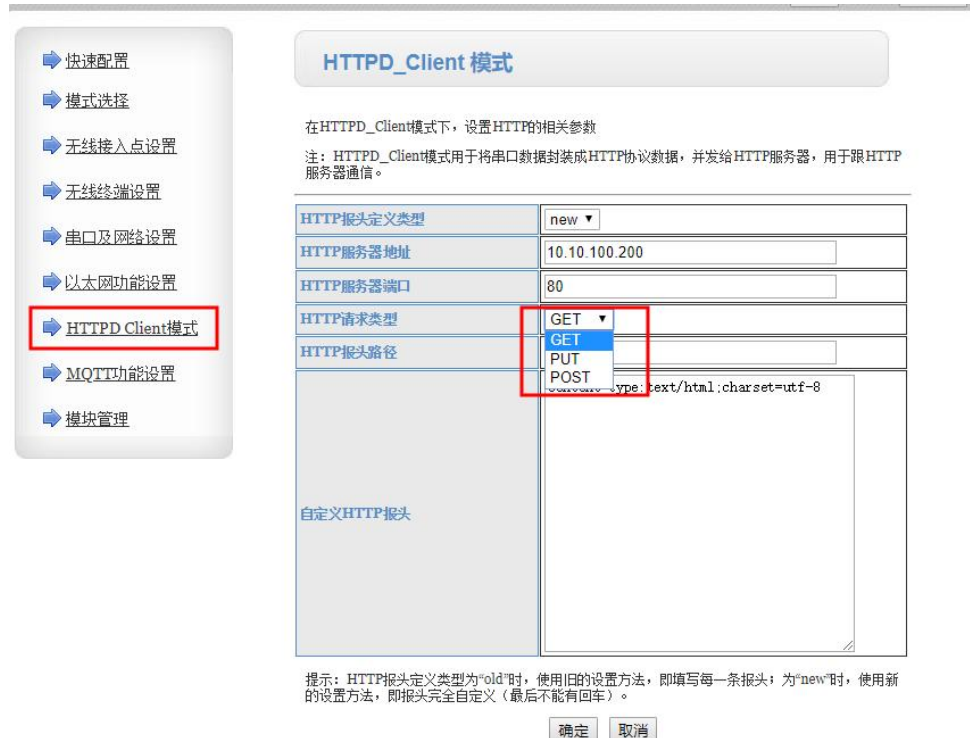 快速配置
模式选择
无线接入点设置
无线终端设置
串口及网络设置
以太网功能设置
HTTPD Client模式
MQTT功能设置
模块管理
HTTPD_Client 模式
在HTTPD_Client模式下，设置HTTP的相关参数
注：HTTPD_Client模式用于将串口数据封装成HTTP协议数据，并发给HTTP服务器，用于跟HTTP
服务器通信。
HTTP报头定义类型 new
HTTP服务器地址 10.10.100.200
HTTP服务器端口 80
HTTP请求类型 GET
GET
HTTP报头路径
PUT
POST
type:text/html;charset=utf-8
自定义HTTP报头
提示：HTTP报头定义类型为“old”时，使用旧的设置方法，即填写每一条报头；为“new”时，使用新
的设置方法，即报头完全自定义（最后不能有回车）。
确定 取消